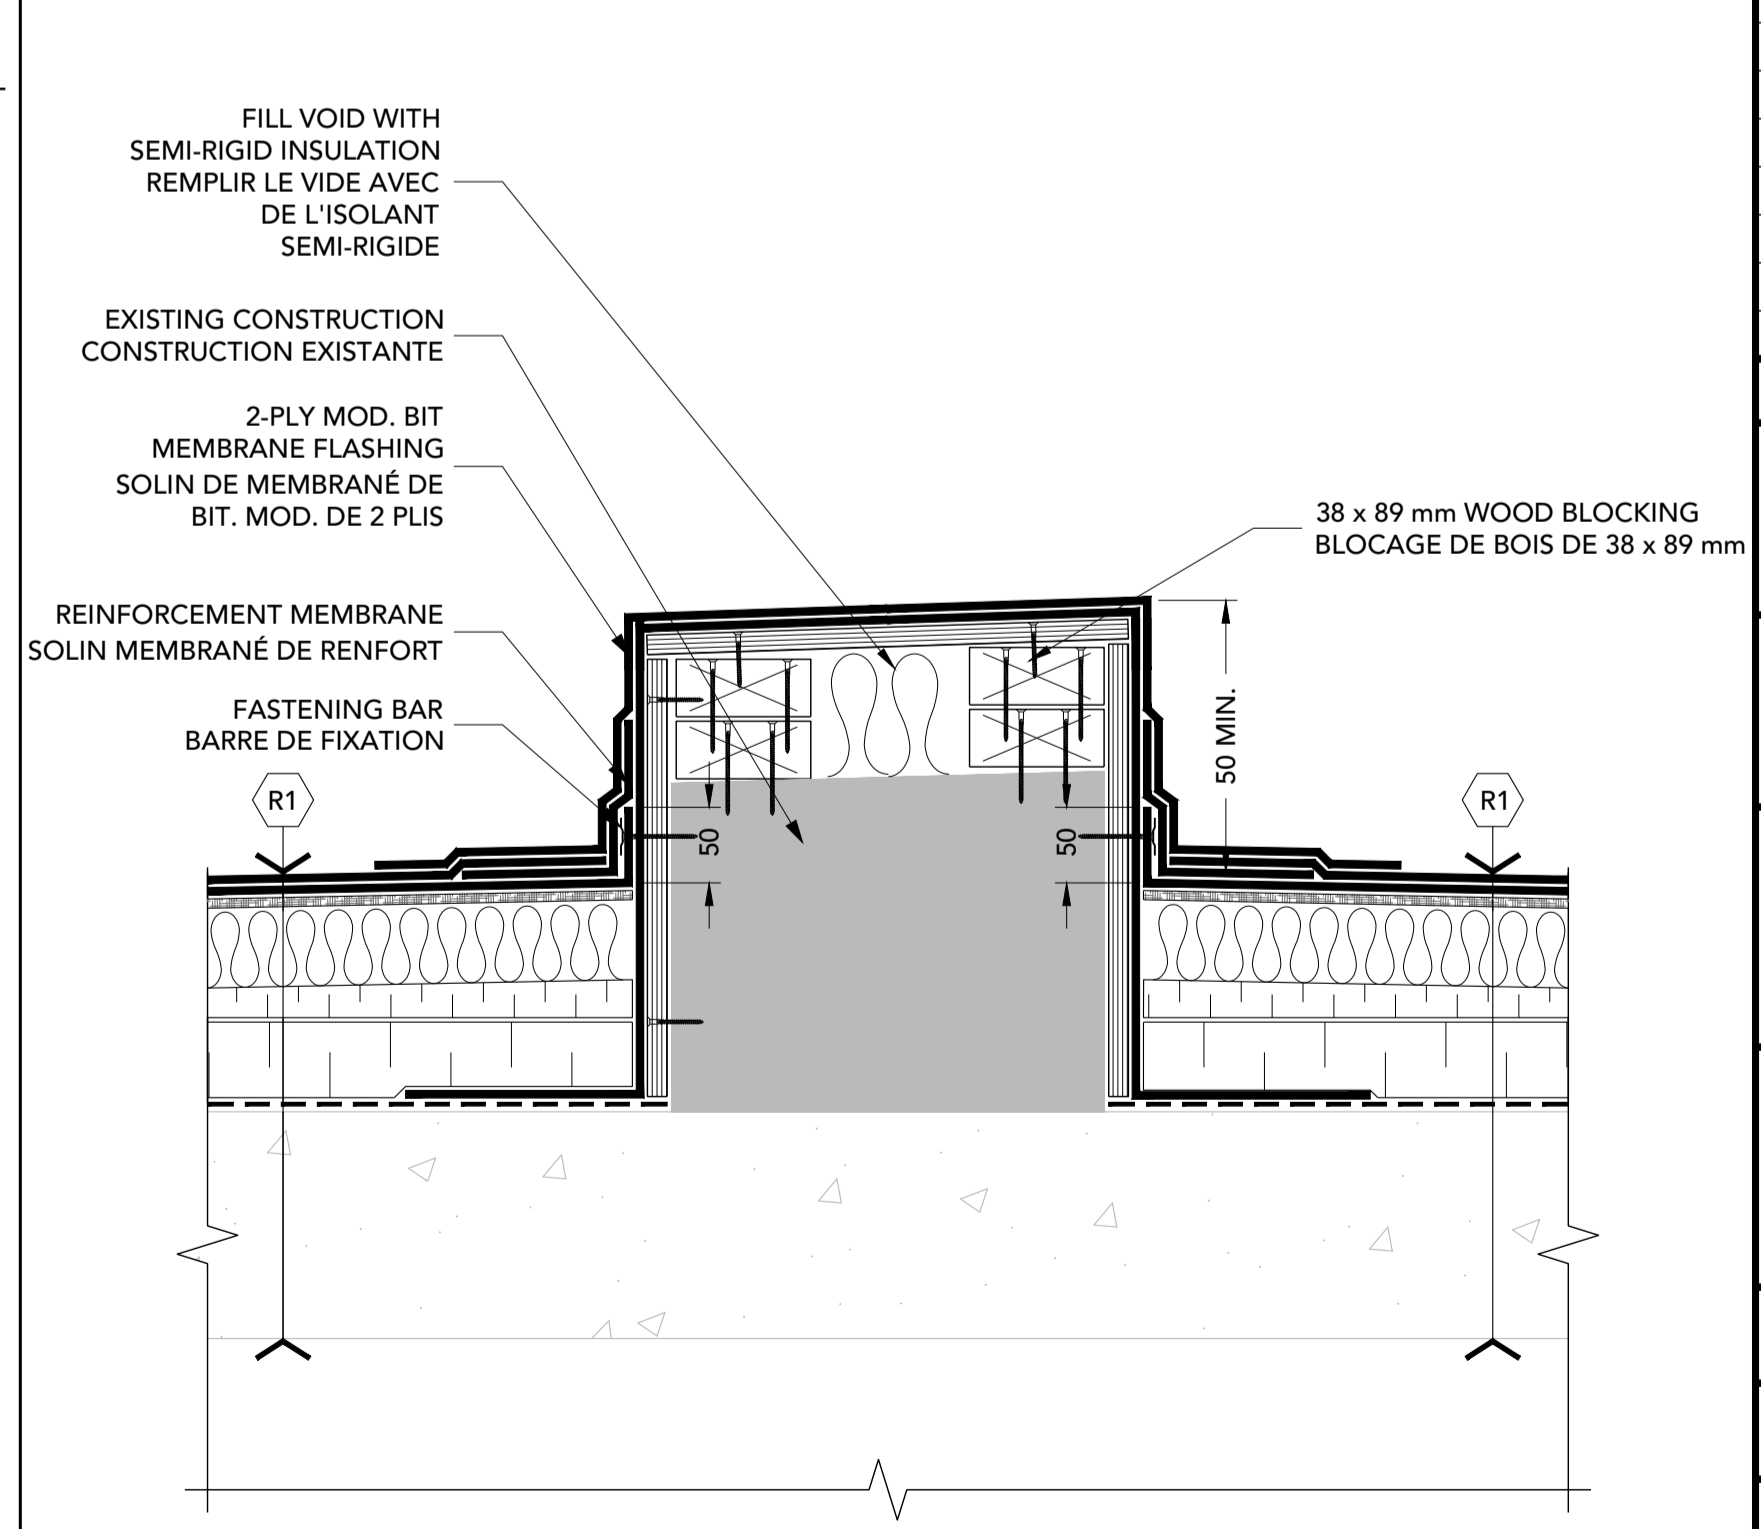 FILL VOID WITH
SEMI-RIGID INSULATION
REMPLIR LE VIDE AVEC
DE L'ISOLANT
SEMI-RIGIDE
EXISTING CONSTRUCTION
CONSTRUCTION EXISTANTE
2-PLY MOD. BIT
MEMBRANE FLASHING
SOLIN DE MEMBRANÉ DE
BIT. MOD. DE 2 PLIS
38 x 89 mm WOOD BLOCKING
BLOCAGE DE BOIS DE 38 x 89 mm
REINFORCEMENT MEMBRANE
SOLIN MEMBRANÉ DE RENFORT
FASTENING BAR
BARRE DE FIXATION
50 MIN.
R1
R1
50
50